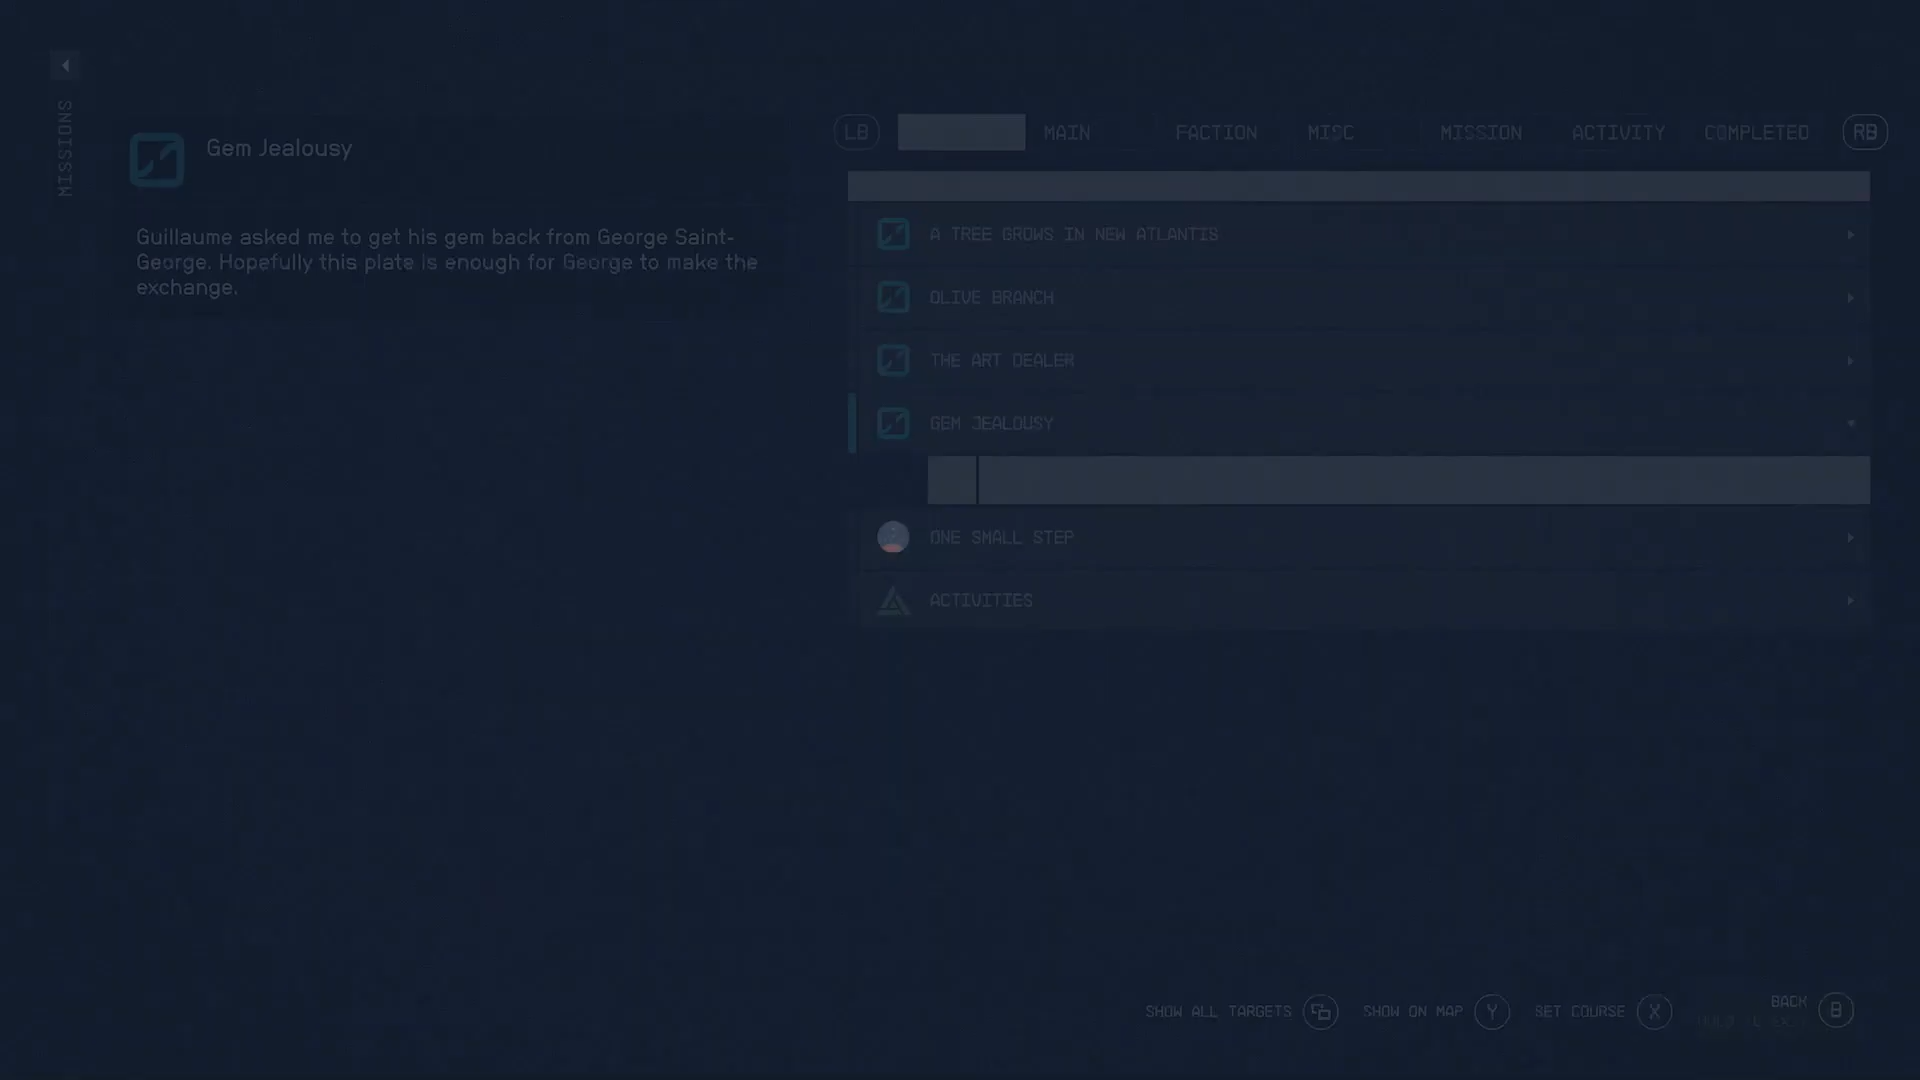 MISSIONS
Gem Jealousy
Guillaume asked me to get his gem back from George Saint-
George. Hopefully this plate is enough for George to make the
exchange.
LB MAIN FACTION MISC MISSION ACTIVITY COMPLETED RB
A TREE GROWS IN NEW ATLANTIS
OLIVE BRANCH
THE ART DEALER
GEM JEALOUSY
ONE SMALL STEP
ACTIVITIES
SHOW ALL TARGETS SHOW ON MAP Y SET COURSE X BACK B